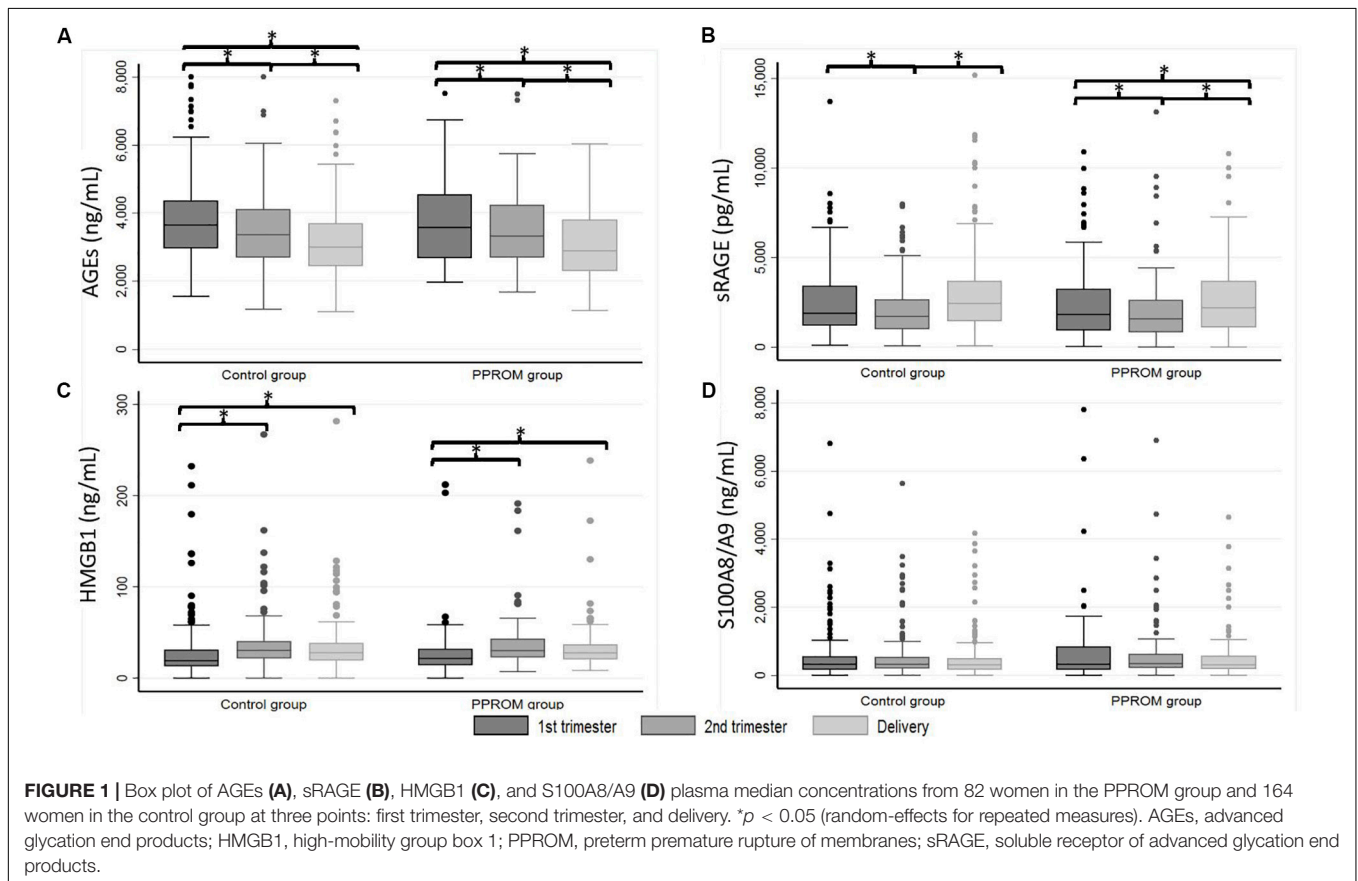 A
*
*
*
*
*
*
8,000
6,000
4,000
2,000
0
AGEs (ng/mL)
Control group
PPROM group
B
*
*
*
*
*
15,000
10,000
5,000
0
sRAGE (pg/mL)
Control group
PPROM group
C
*
*
*
*
300
200
100
0
HMGB1 (ng/mL)
Control group
PPROM group
D
8,000
6,000
4,000
2,000
0
S100A8/A9 (ng/mL)
Control group
PPROM group
1st trimester 2nd trimester Delivery
FIGURE 1 | Box plot of AGEs (A), sRAGE (B), HMGB1 (C), and S100A8/A9 (D) plasma median concentrations from 82 women in the PPROM group and 164
women in the control group at three points: first trimester, second trimester, and delivery. *p < 0.05 (random-effects for repeated measures). AGEs, advanced
glycation end products; HMGB1, high-mobility group box 1; PPROM, preterm premature rupture of membranes; sRAGE, soluble receptor of advanced glycation end
products.